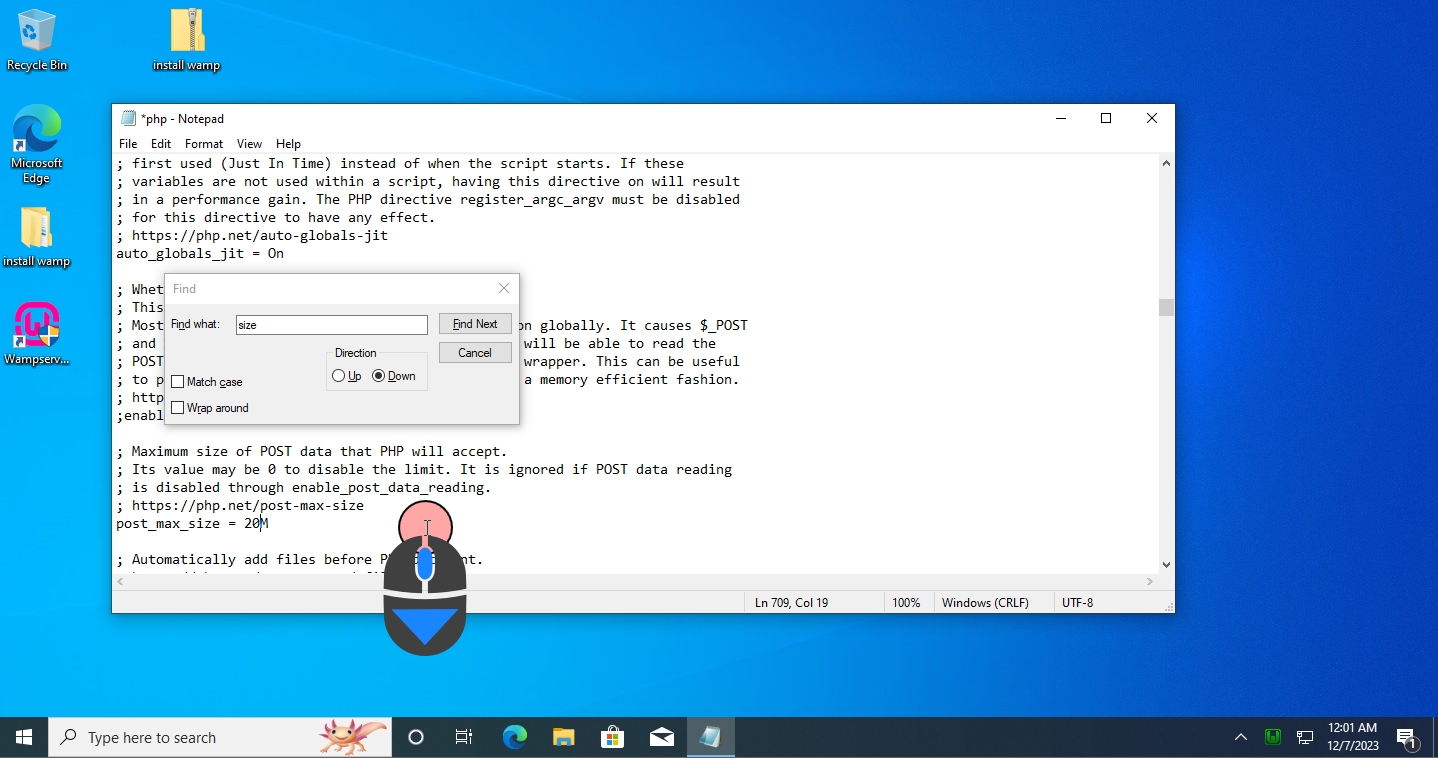 Recycle Bin
install wamp
Microsoft
Edge
install wamp
Wampserv...
*php - Notepad
File Edit Format View Help
; first used (Just In Time) instead of when the script starts. If these
; variables are not used within a script, having this directive on will result
; in a performance gain. The PHP directive register_argc_argv must be disabled
; for this directive to have any effect.
; https://php.net/auto-globals-jit
auto_globals_jit = On
; Whet
; This
; Most on globally. It causes $_POST
; and will be able to read the
; POST wrapper. This can be useful
; to p a memory efficient fashion.
; http
;enabl
Find
Find what: size Find Next
Cancel
Direction
Up Down
Match case
Wrap around
; Maximum size of POST data that PHP will accept.
; Its value may be 0 to disable the limit. It is ignored if POST data reading
; is disabled through enable_post_data_reading.
; https://php.net/post-max-size
post_max_size = 20M
; Automatically add files before
Ln 709, Col 19 100% Windows (CRLF) UTF-8
Type here to search
12:01 AM
12/7/2023
1